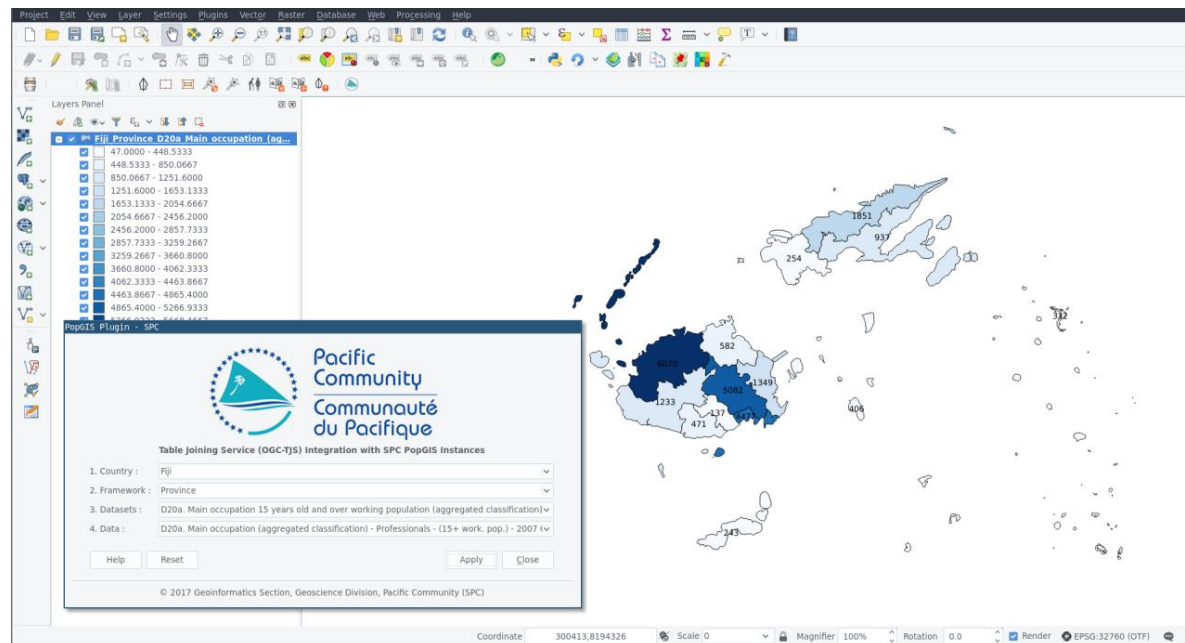 Project Edit View Layer Settings Plugins Vector Raster Database Web Processing Help
Layers Panel
Fiji_Province_D20a_Main_occupation_(ag...
47.0000 - 448.5333
448.5333 - 850.0667
850.0667 - 1251.6000
1251.6000 - 1653.1333
1653.1333 - 2054.6667
2054.6667 - 2456.2000
2456.2000 - 2857.7333
2857.7333 - 3259.2667
3259.2667 - 3660.8000
3660.8000 - 4062.3333
4062.3333 - 4463.8667
4463.8667 - 4865.4000
4865.4000 - 5266.9333
1851
937
254
332
582
6070
1349
5082
1233
137
4477
471
406
243
PopGIS Plugin - SPC
Pacific
Community
Communauté
du Pacifique
Table Joining Service (OGC-TJS) Integration with SPC PopGIS Instances
1. Country : Fiji
2. Framework : Province
3. Datasets : D20a. Main occupation 15 years old and over working population (aggregated classification)
4. Data : D20a. Main occupation (aggregated classification) - Professionals - (15+ work. pop.) - 2007 (
Help Reset Apply Close
© 2017 Geoinformatics Section, Geoscience Division, Pacific Community (SPC)
Coordinate 300413,8194326 Scale 0 Magnifier 100% Rotation 0.0 Render EPSG:32760 (OTF)